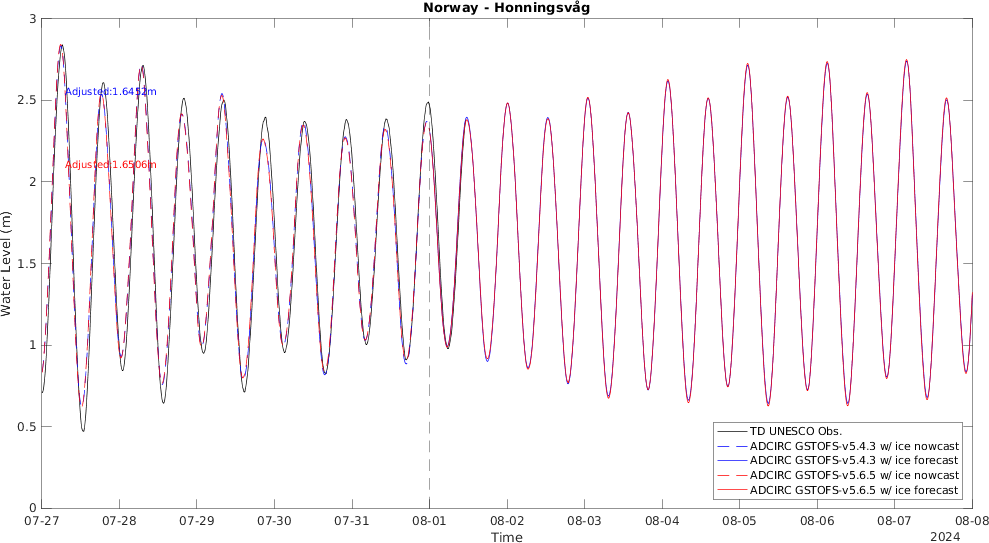 Norway - Honningsvåg
3
2.5
2
1.5
1
0.5
0
Water Level (m)
Adjusted:1.6452m
Adjusted:1.6506m
TD UNESCO Obs.
ADCIRC GSTOFS-v5.4.3 w/ ice nowcast
ADCIRC GSTOFS-v5.4.3 w/ ice forecast
ADCIRC GSTOFS-v5.6.5 w/ ice nowcast
ADCIRC GSTOFS-v5.6.5 w/ ice forecast
07-27 07-28 07-29 07-30 07-31 08-01 08-02 08-03 08-04 08-05 08-06 08-07 08-08
Time
2024